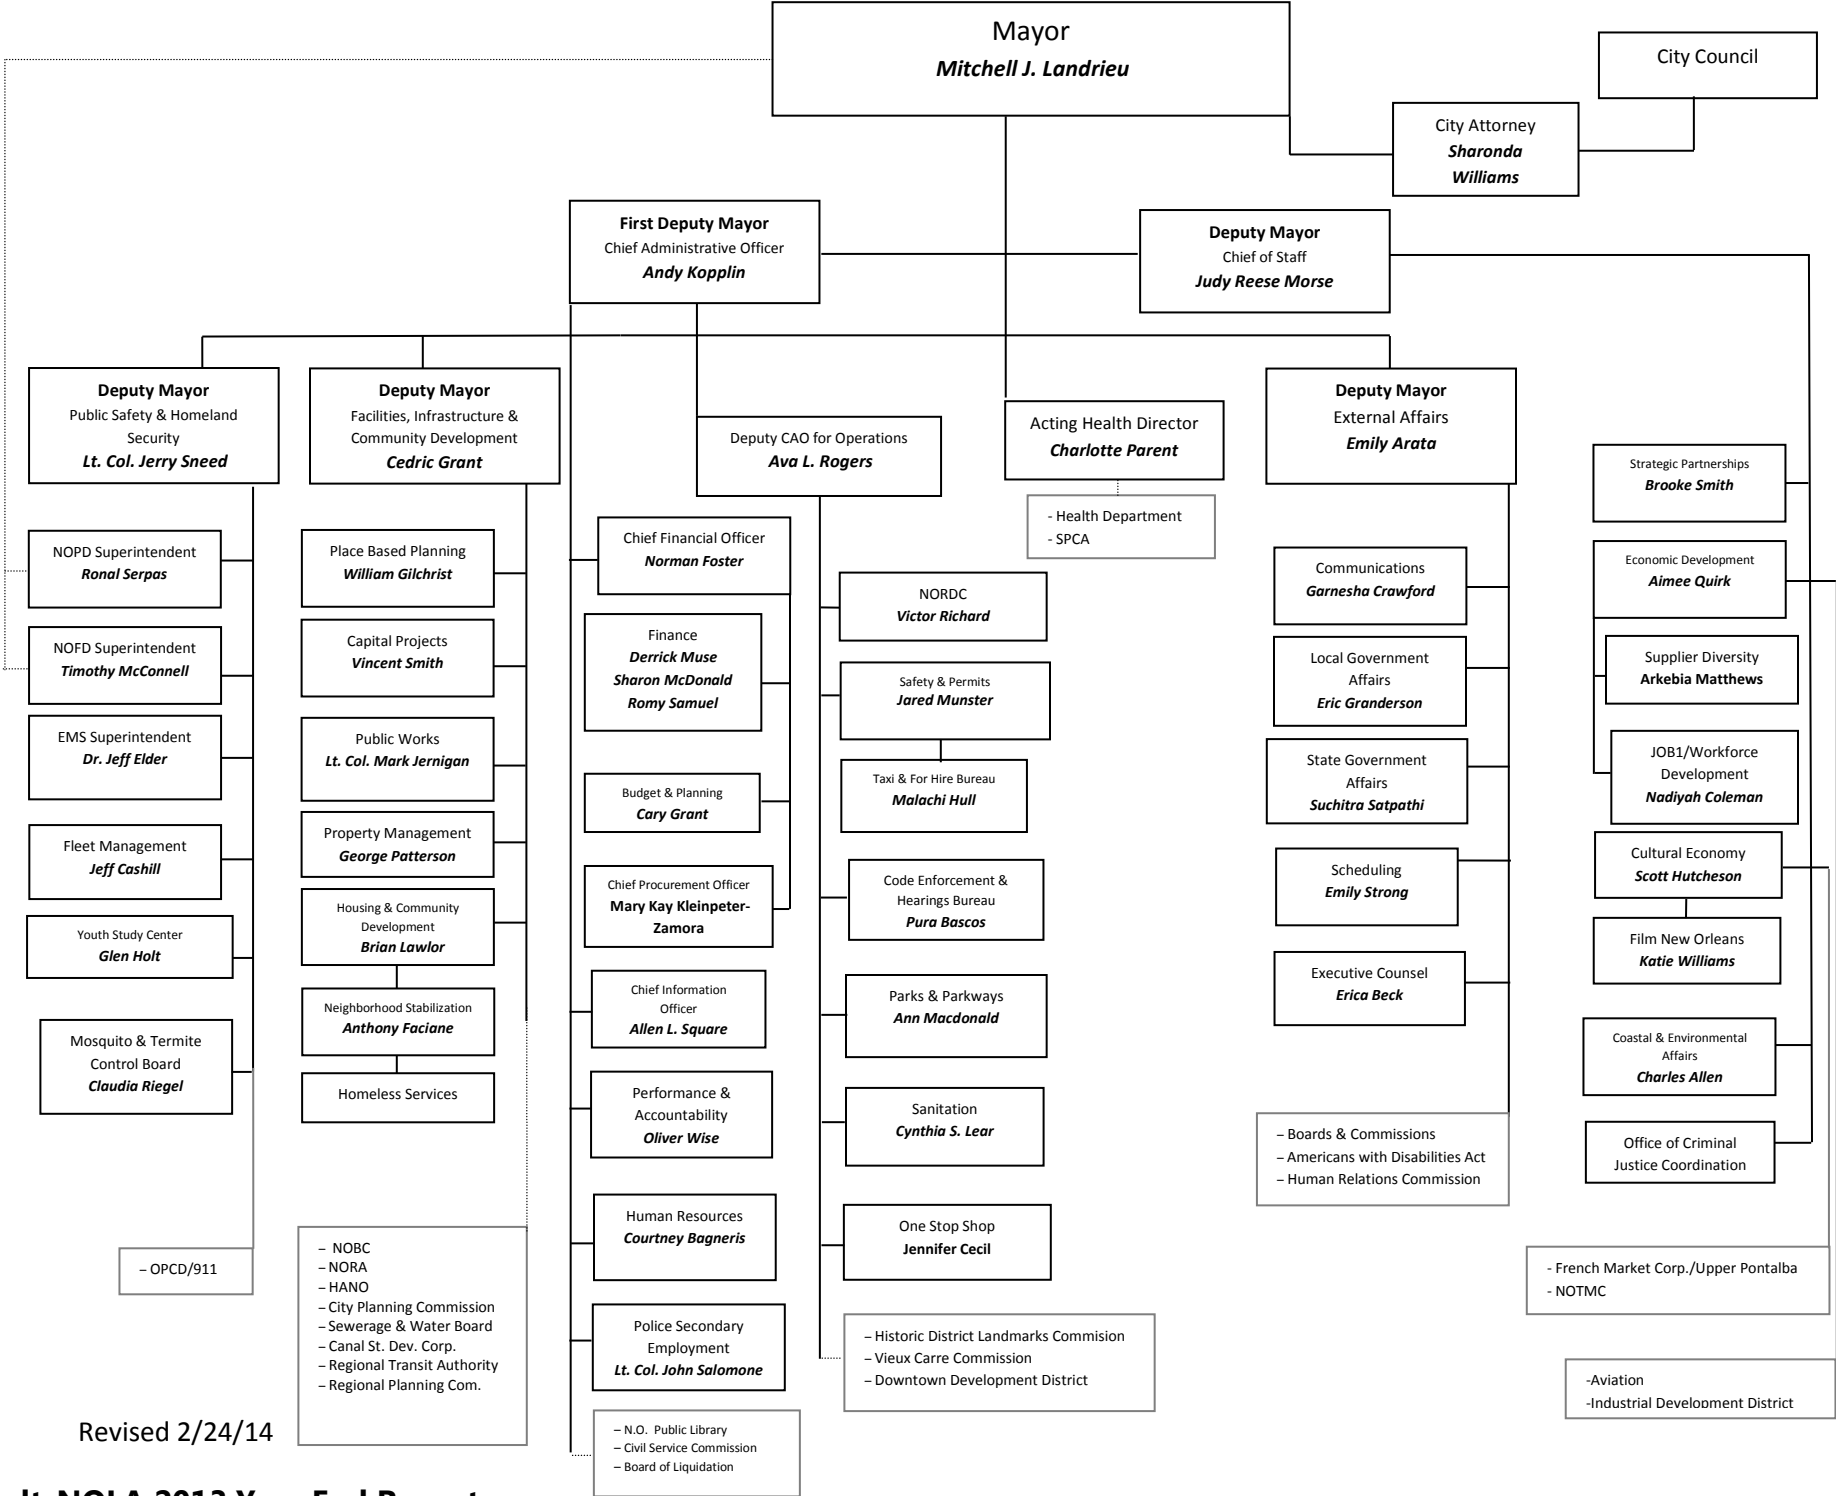 Mayor
Mitchell J. Landrieu
City Council
City Attorney
Sharonda
Williams
First Deputy Mayor
Chief Administrative Officer
Andy Kopplin
Deputy Mayor
Chief of Staff
Judy Reese Morse
Deputy Mayor
Public Safety & Homeland
Security
Lt. Col. Jerry Sneed
Deputy Mayor
Facilities, Infrastructure &
Community Development
Cedric Grant
Deputy CAO for Operations
Ava L. Rogers
Acting Health Director
Charlotte Parent
- Health Department
- SPCA
Deputy Mayor
External Affairs
Emily Arata
NOPD Superintendent
Ronal Serpas
NOFD Superintendent
Timothy McConnell
EMS Superintendent
Dr. Jeff Elder
Fleet Management
Jeff Cashill
Youth Study Center
Glen Holt
Mosquito & Termite
Control Board
Claudia Riegel
– OPCD/911
Place Based Planning
William Gilchrist
Capital Projects
Vincent Smith
Public Works
Lt. Col. Mark Jernigan
Property Management
George Patterson
Housing & Community
Development
Brian Lawlor
Neighborhood Stabilization
Anthony Faciane
Homeless Services
– NOBC
– NORA
– HANO
– City Planning Commission
– Sewerage & Water Board
– Canal St. Dev. Corp.
– Regional Transit Authority
– Regional Planning Com.
Chief Financial Officer
Norman Foster
Finance
Derrick Muse
Sharon McDonald
Romy Samuel
Budget & Planning
Cary Grant
Chief Procurement Officer
Mary Kay Kleinpeter-
Zamora
Chief Information
Officer
Allen L. Square
Performance &
Accountability
Oliver Wise
Human Resources
Courtney Bagneris
Police Secondary
Employment
Lt. Col. John Salomone
– N.O. Public Library
– Civil Service Commission
– Board of Liquidation
NORDC
Victor Richard
Safety & Permits
Jared Munster
Taxi & For Hire Bureau
Malachi Hull
Code Enforcement &
Hearings Bureau
Pura Bascos
Parks & Parkways
Ann Macdonald
Sanitation
Cynthia S. Lear
One Stop Shop
Jennifer Cecil
– Historic District Landmarks Commision
– Vieux Carre Commission
– Downtown Development District
Communications
Garnesha Crawford
Local Government
Affairs
Eric Granderson
State Government
Affairs
Suchitra Satpathi
Scheduling
Emily Strong
Executive Counsel
Erica Beck
– Boards & Commissions
– Americans with Disabilities Act
– Human Relations Commission
Strategic Partnerships
Brooke Smith
Economic Development
Aimee Quirk
Supplier Diversity
Arkebia Matthews
JOB1/Workforce
Development
Nadiyah Coleman
Cultural Economy
Scott Hutcheson
Film New Orleans
Katie Williams
Coastal & Environmental
Affairs
Charles Allen
Office of Criminal
Justice Coordination
- French Market Corp./Upper Pontalba
- NOTMC
-Aviation
-Industrial Development District
Revised 2/24/14
NOLA 2013 Year End Report